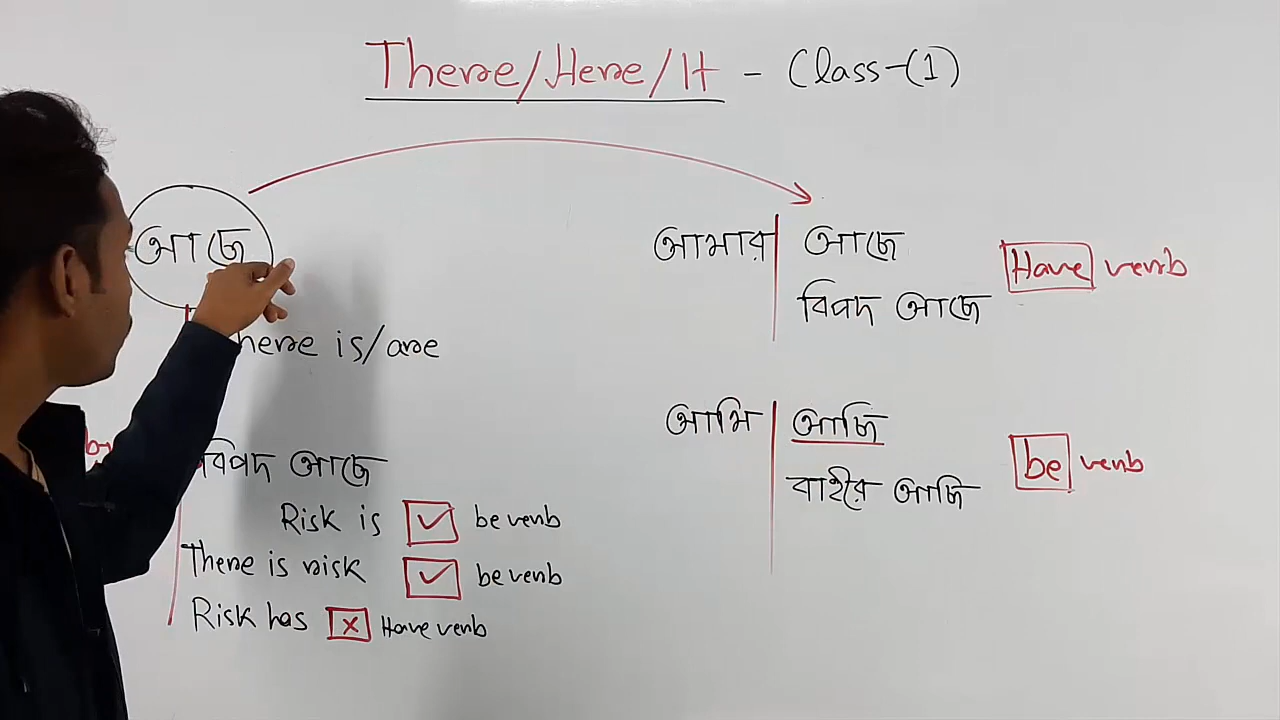 There/Here/It - Class-(1)
আছে
here is/are
বিপদ আছে
Risk is ✓ be verb
There is risk ✓ be verb
Risk has × Have verb
আমার আছে Have verb
বিপদ আছে
আমি আছি be verb
বাহীরে আছি